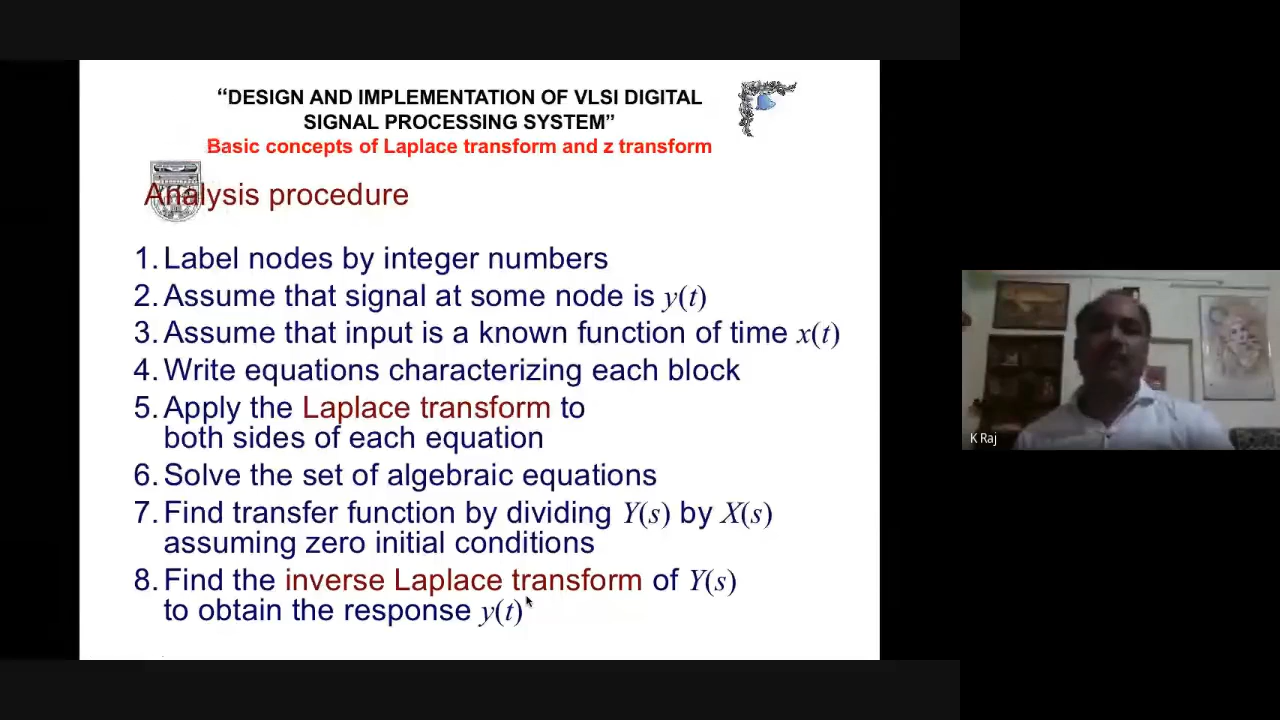 “DESIGN AND IMPLEMENTATION OF VLSI DIGITAL
SIGNAL PROCESSING SYSTEM”
Basic concepts of Laplace transform and z transform
Analysis procedure
1. Label nodes by integer numbers
2. Assume that signal at some node is y(t)
3. Assume that input is a known function of time x(t)
4. Write equations characterizing each block
5. Apply the Laplace transform to
both sides of each equation
6. Solve the set of algebraic equations
7. Find transfer function by dividing Y(s) by X(s)
assuming zero initial conditions
8. Find the inverse Laplace transform of Y(s)
to obtain the response y(t)
K Raj